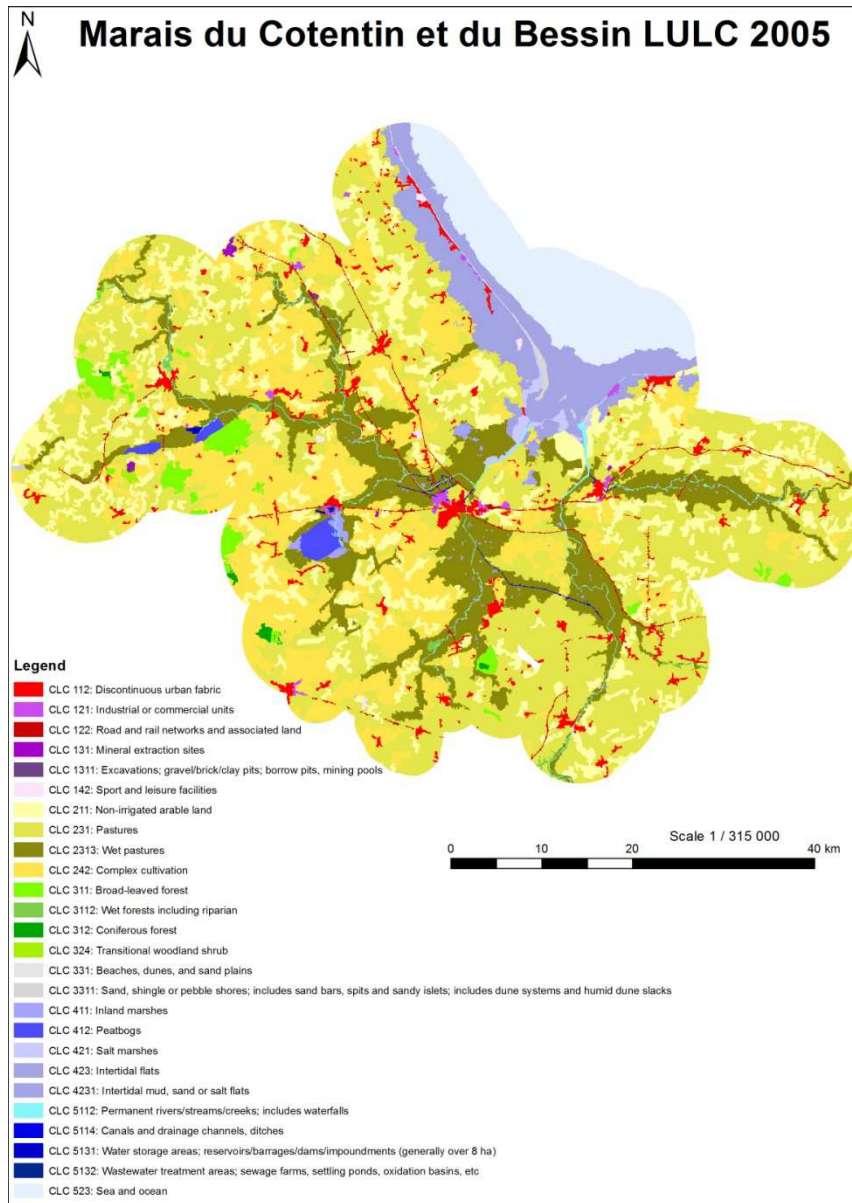 Marais du Cotentin et du Bessin LULC 2005
N
Legend
CLC 112: Discontinuous urban fabric
CLC 121: Industrial or commercial units
CLC 122: Road and rail networks and associated land
CLC 131: Mineral extraction sites
CLC 1311: Excavations; gravel/brick/clay pits; borrow pits, mining pools
CLC 142: Sport and leisure facilities
CLC 211: Non-irrigated arable land
CLC 231: Pastures
CLC 2313: Wet pastures
CLC 242: Complex cultivation
CLC 311: Broad-leaved forest
CLC 3112: Wet forests including riparian
CLC 312: Coniferous forest
CLC 324: Transitional woodland shrub
CLC 331: Beaches, dunes, and sand plains
CLC 3311: Sand, shingle or pebble shores; includes sand bars, spits and sandy islets; includes dune systems and humid dune slacks
CLC 411: Inland marshes
CLC 412: Peatbogs
CLC 421: Salt marshes
CLC 423: Intertidal flats
CLC 4231: Intertidal mud, sand or salt flats
CLC 5112: Permanent rivers/streams/creeks; includes waterfalls
CLC 5114: Canals and drainage channels, ditches
CLC 5131: Water storage areas; reservoirs/barrages/dams/impoundments (generally over 8 ha)
CLC 5132: Wastewater treatment areas; sewage farms, settling ponds, oxidation basins, etc
CLC 523: Sea and ocean
Scale 1 / 315 000
0 10 20 40 km